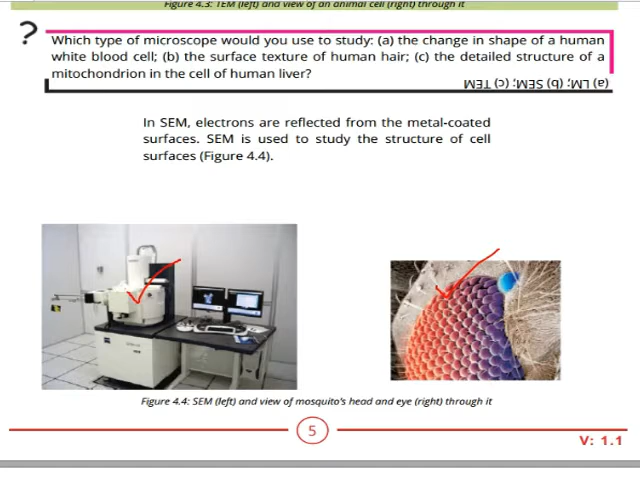 Figure 4.3: TEM (left) and view of an animal cell (right) through it
? Which type of microscope would you use to study: (a) the change in shape of a human
white blood cell; (b) the surface texture of human hair; (c) the detailed structure of a
mitochondrion in the cell of human liver?
(a) LM; (b) SEM; (c) TEM
In SEM, electrons are reflected from the metal-coated
surfaces. SEM is used to study the structure of cell
surfaces (Figure 4.4).
Figure 4.4: SEM (left) and view of mosquito's head and eye (right) through it
5
V: 1.1